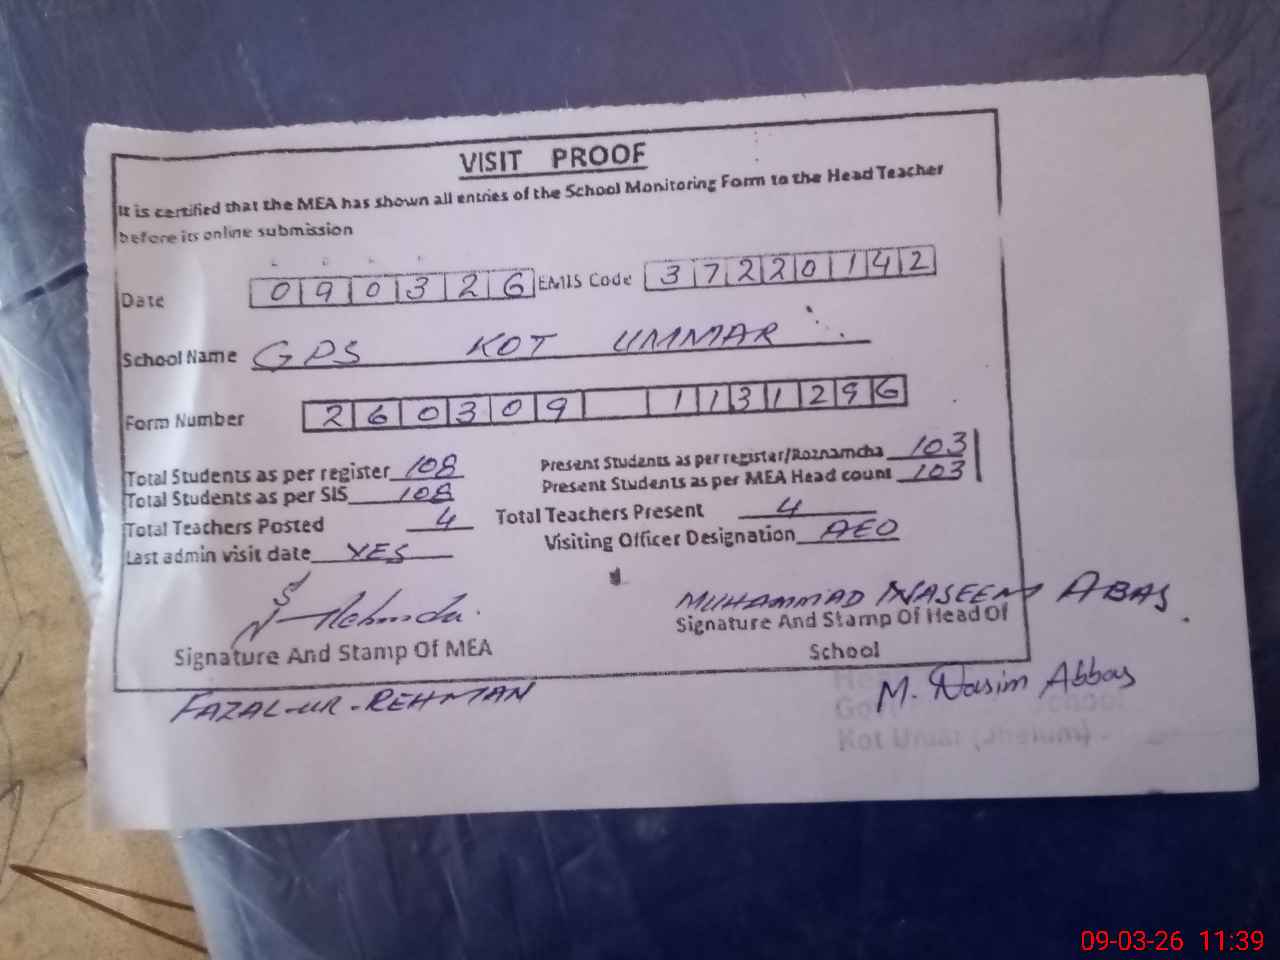 VISIT PROOF
It is certified that the MEA has shown all entries of the School Monitoring Form to the Head Teacher
before its online submission
Date 090326 EMIS Code 37220142
School Name GPS KOT UMMAR
Form Number 260309 1131296
Total Students as per register 108 Present Students as per register/Roznamcha 103
Total Students as per SIS 108 Present Students as per MEA Head count 103
Total Teachers Posted 4 Total Teachers Present 4
Last admin visit date YES Visiting Officer Designation AEO
MUHAMMAD NASEEM ABAS
Signature And Stamp Of MEA Signature And Stamp Of Head Of
School
FAZAL-UR-REHMAN M. Nasim Abbas
Kot Umar (Jhelum)
09-03-26 11:39